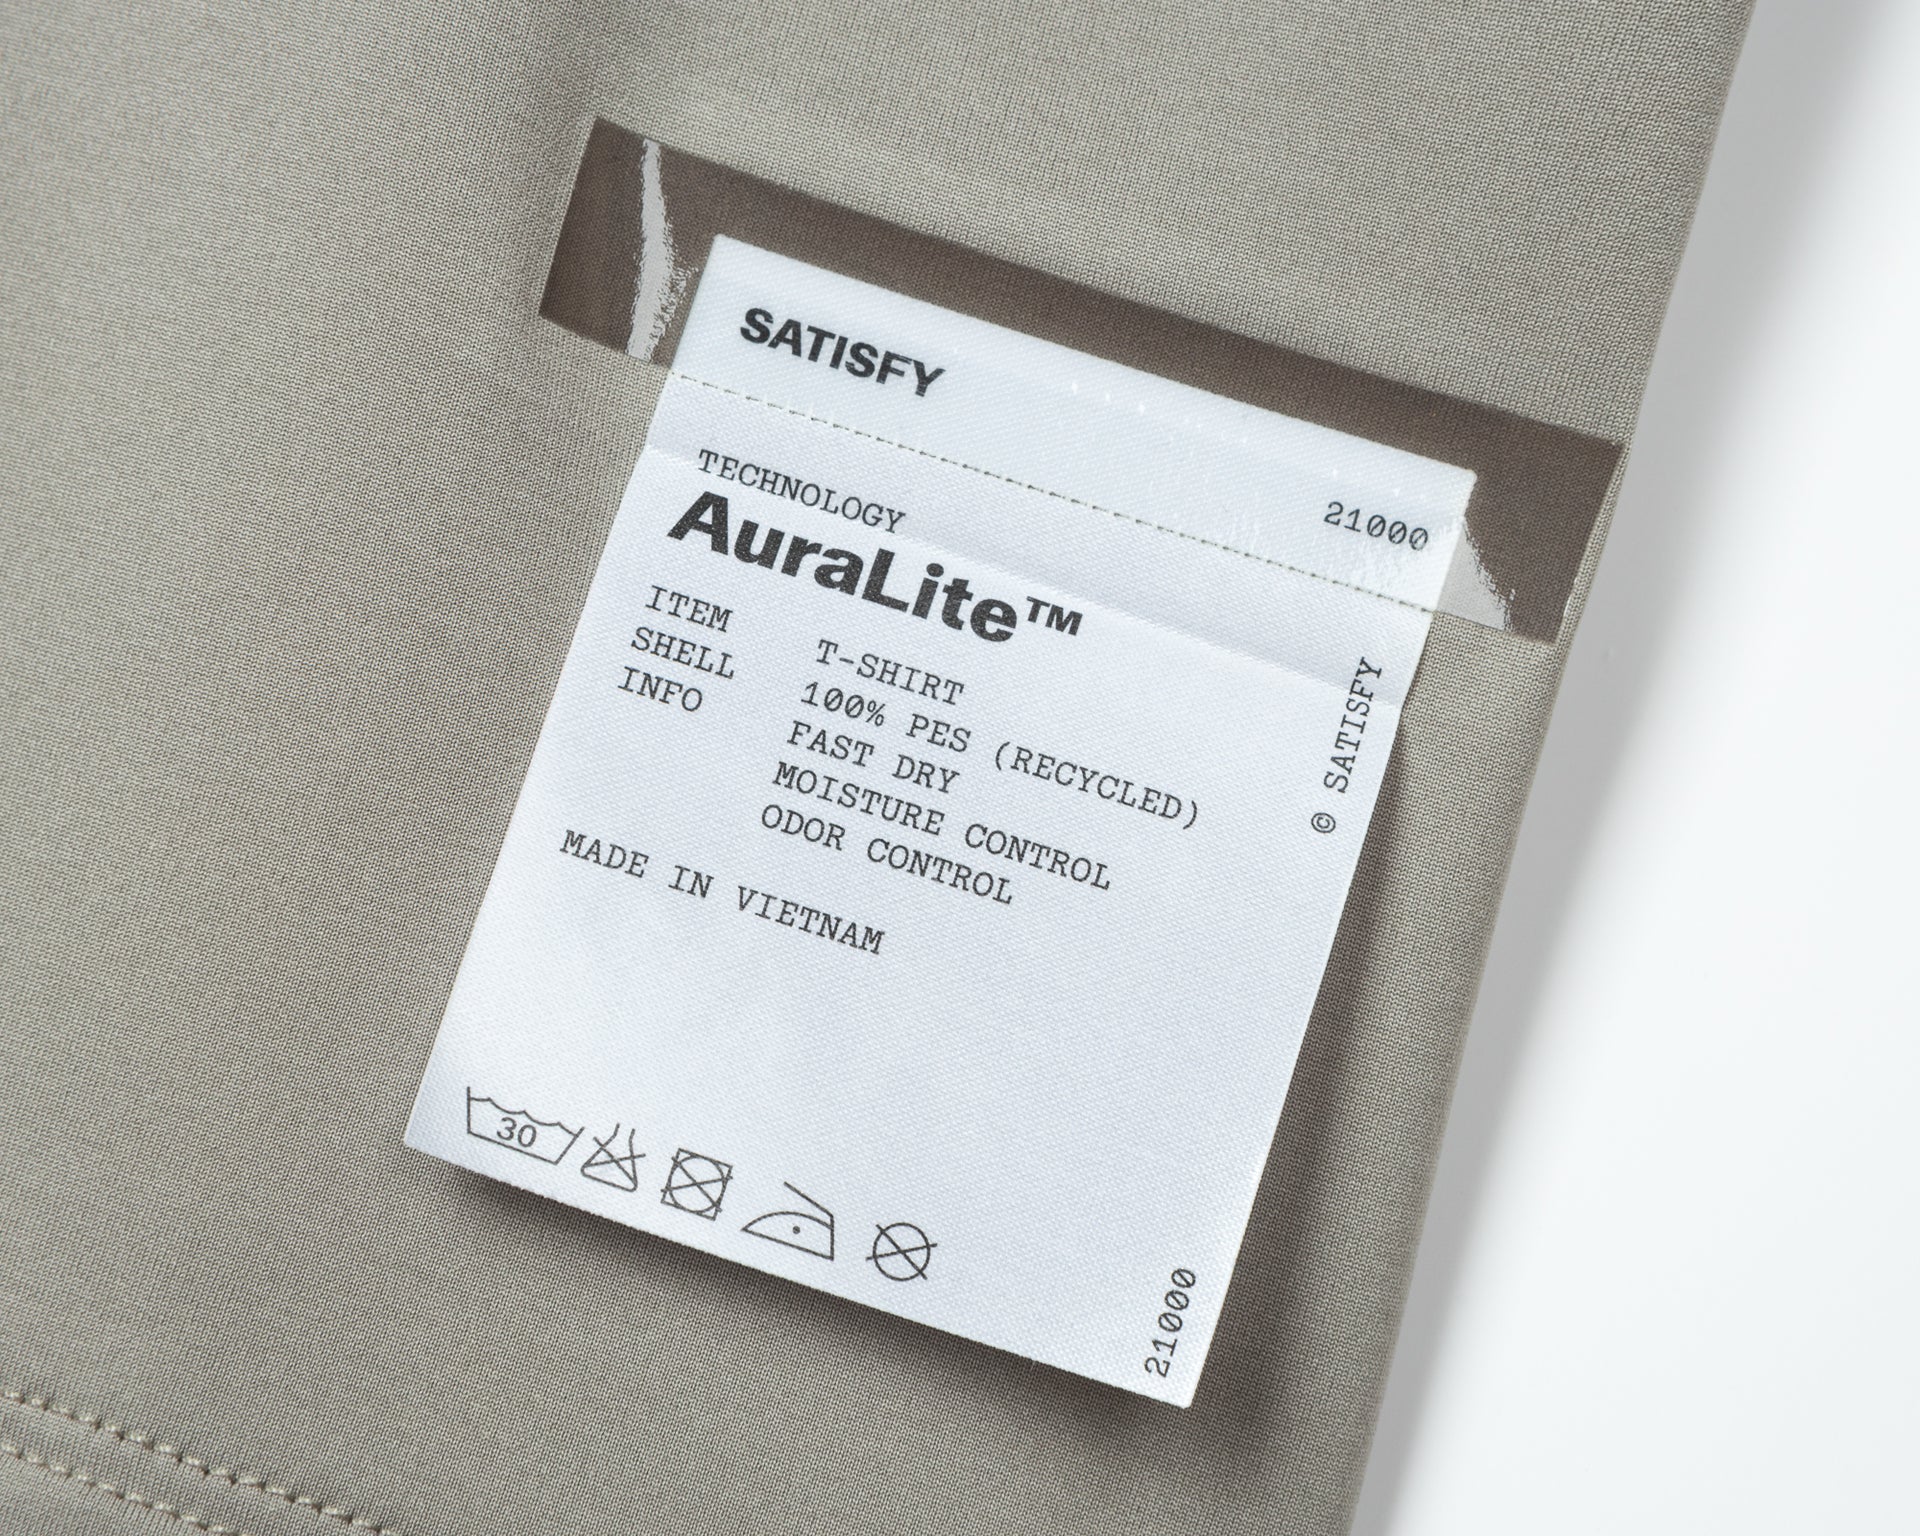 SATISFY
21000
TECHNOLOGY
AuraLite™
ITEM T-SHIRT
SHELL 100% PES (RECYCLED)
INFO FAST DRY
MOISTURE CONTROL
ODOR CONTROL
MADE IN VIETNAM
© SATISFY
30
21000